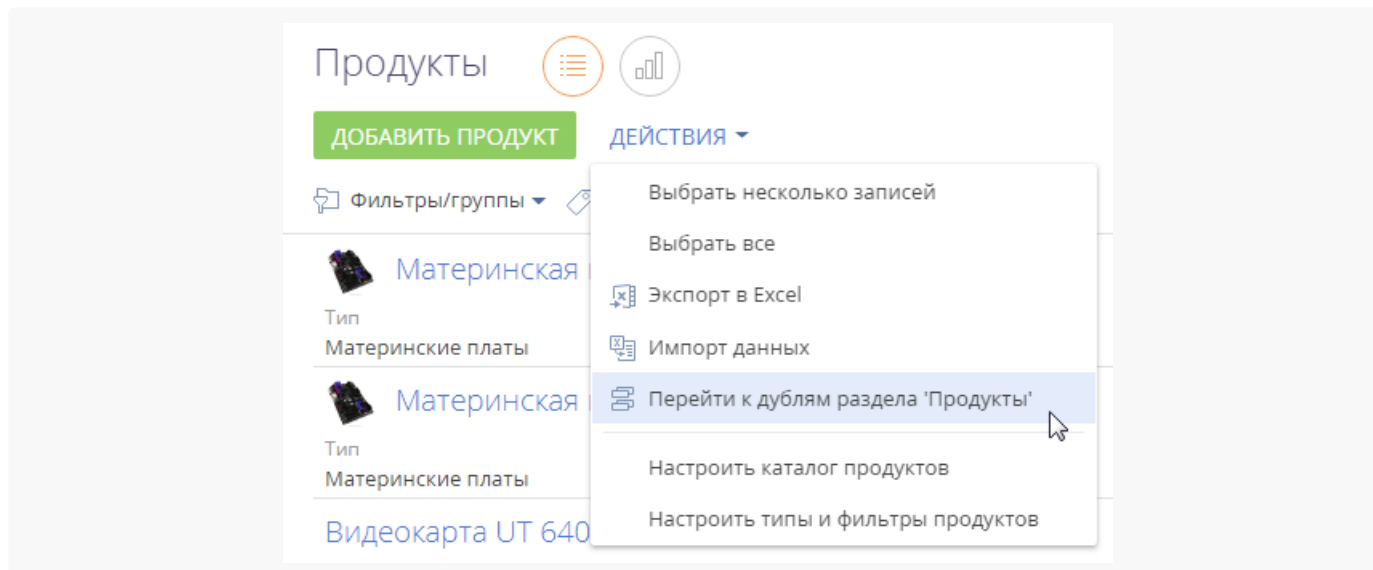 Продукты
ДОБАВИТЬ ПРОДУКТ ДЕЙСТВИЯ
Фильтры/группы
Выбрать несколько записей
Выбрать все
Материнская
Экспорт в Excel
Тип
Материнские платы
Импорт данных
Материнская
Перейти к дублям раздела 'Продукты'
Тип
Материнские платы
Настроить каталог продуктов
Видеокарта UT 640
Настроить типы и фильтры продуктов